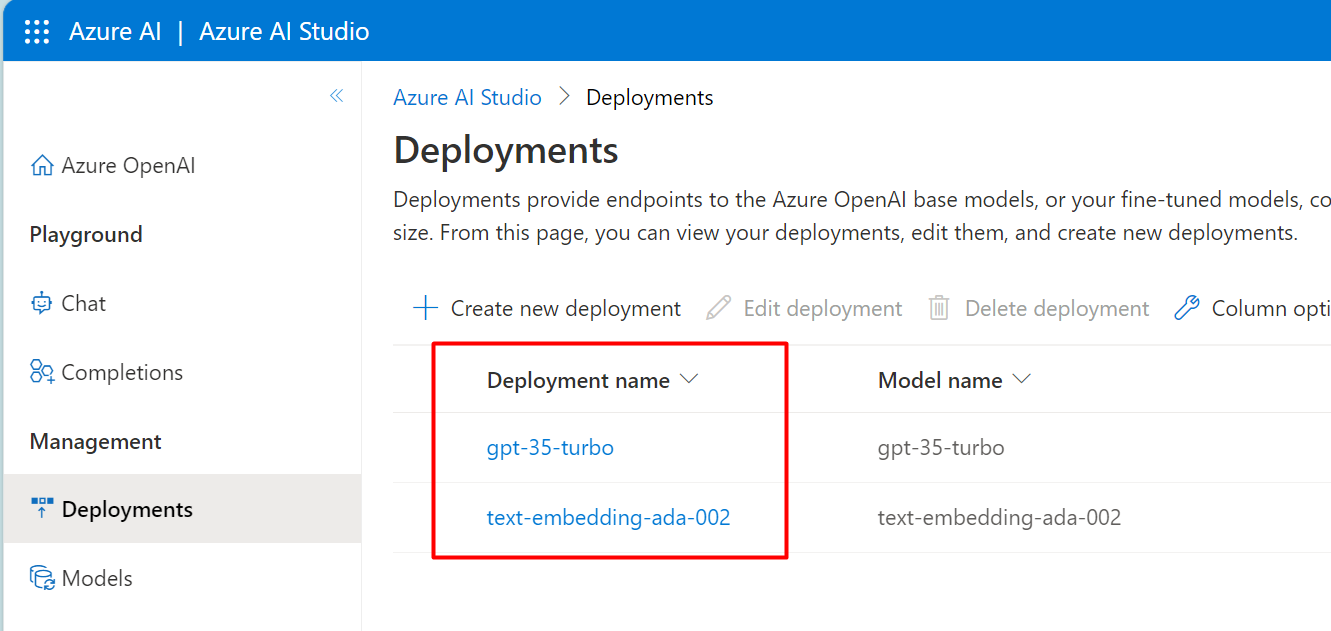 Azure AI | Azure AI Studio
Azure AI Studio > Deployments
Deployments
Deployments provide endpoints to the Azure OpenAI base models, or your fine-tuned models, co
size. From this page, you can view your deployments, edit them, and create new deployments.
Create new deployment Edit deployment Delete deployment Column opti
Deployment name Model name
gpt-35-turbo gpt-35-turbo
text-embedding-ada-002 text-embedding-ada-002
Azure OpenAI
Playground
Chat
Completions
Management
Deployments
Models